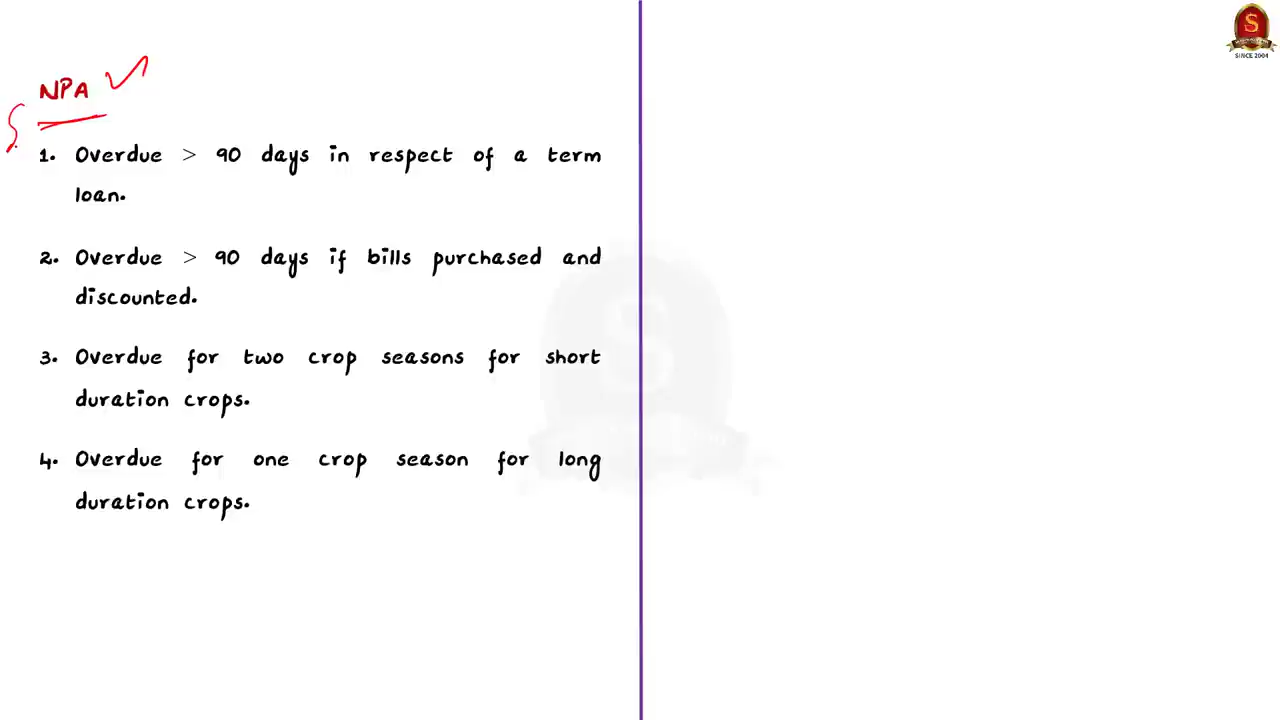 NPA
1. Overdue > 90 days in respect of a term
loan.
2. Overdue > 90 days if bills purchased and
discounted.
3. Overdue for two crop seasons for short
duration crops.
4. Overdue for one crop season for long
duration crops.
S
SINCE 2004